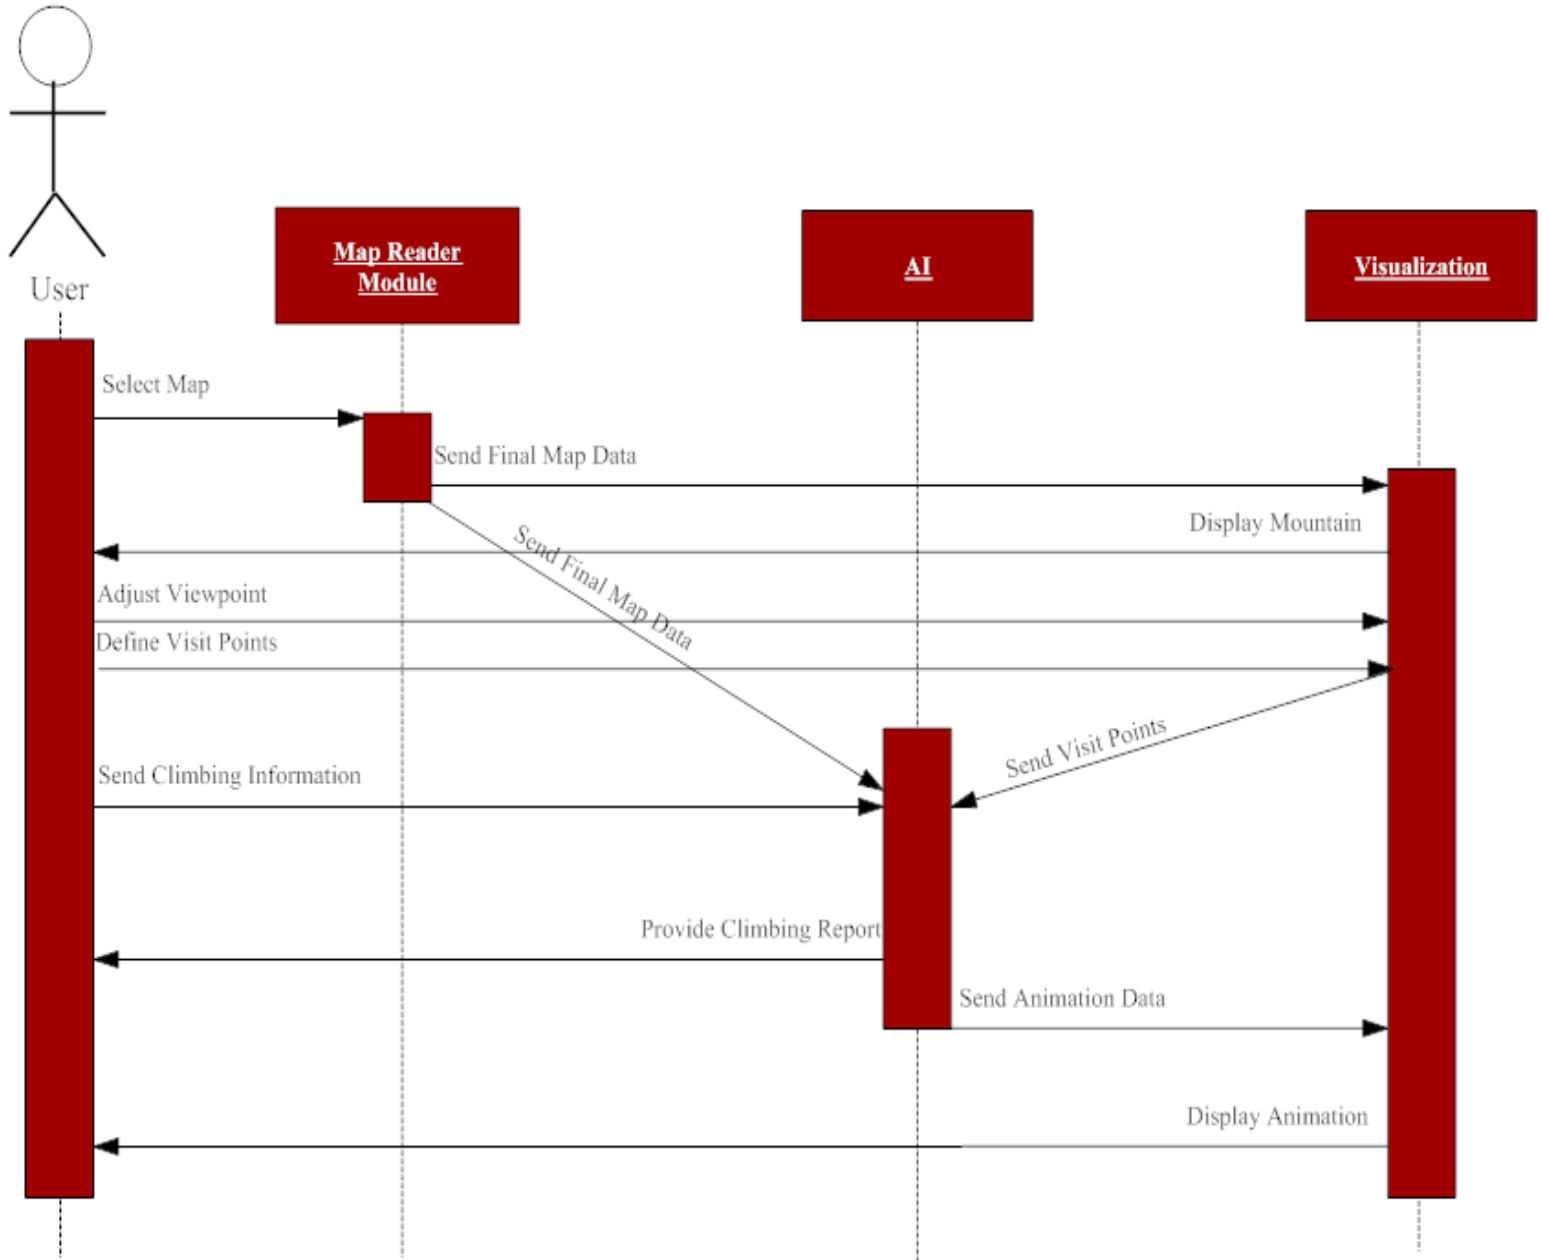 User
Map Reader
Module
AI
Visualization
Select Map
Send Final Map Data
Display Mountain
Send Final Map Data
Adjust Viewpoint
Define Visit Points
Send Visit Points
Send Climbing Information
Provide Climbing Report
Send Animation Data
Display Animation